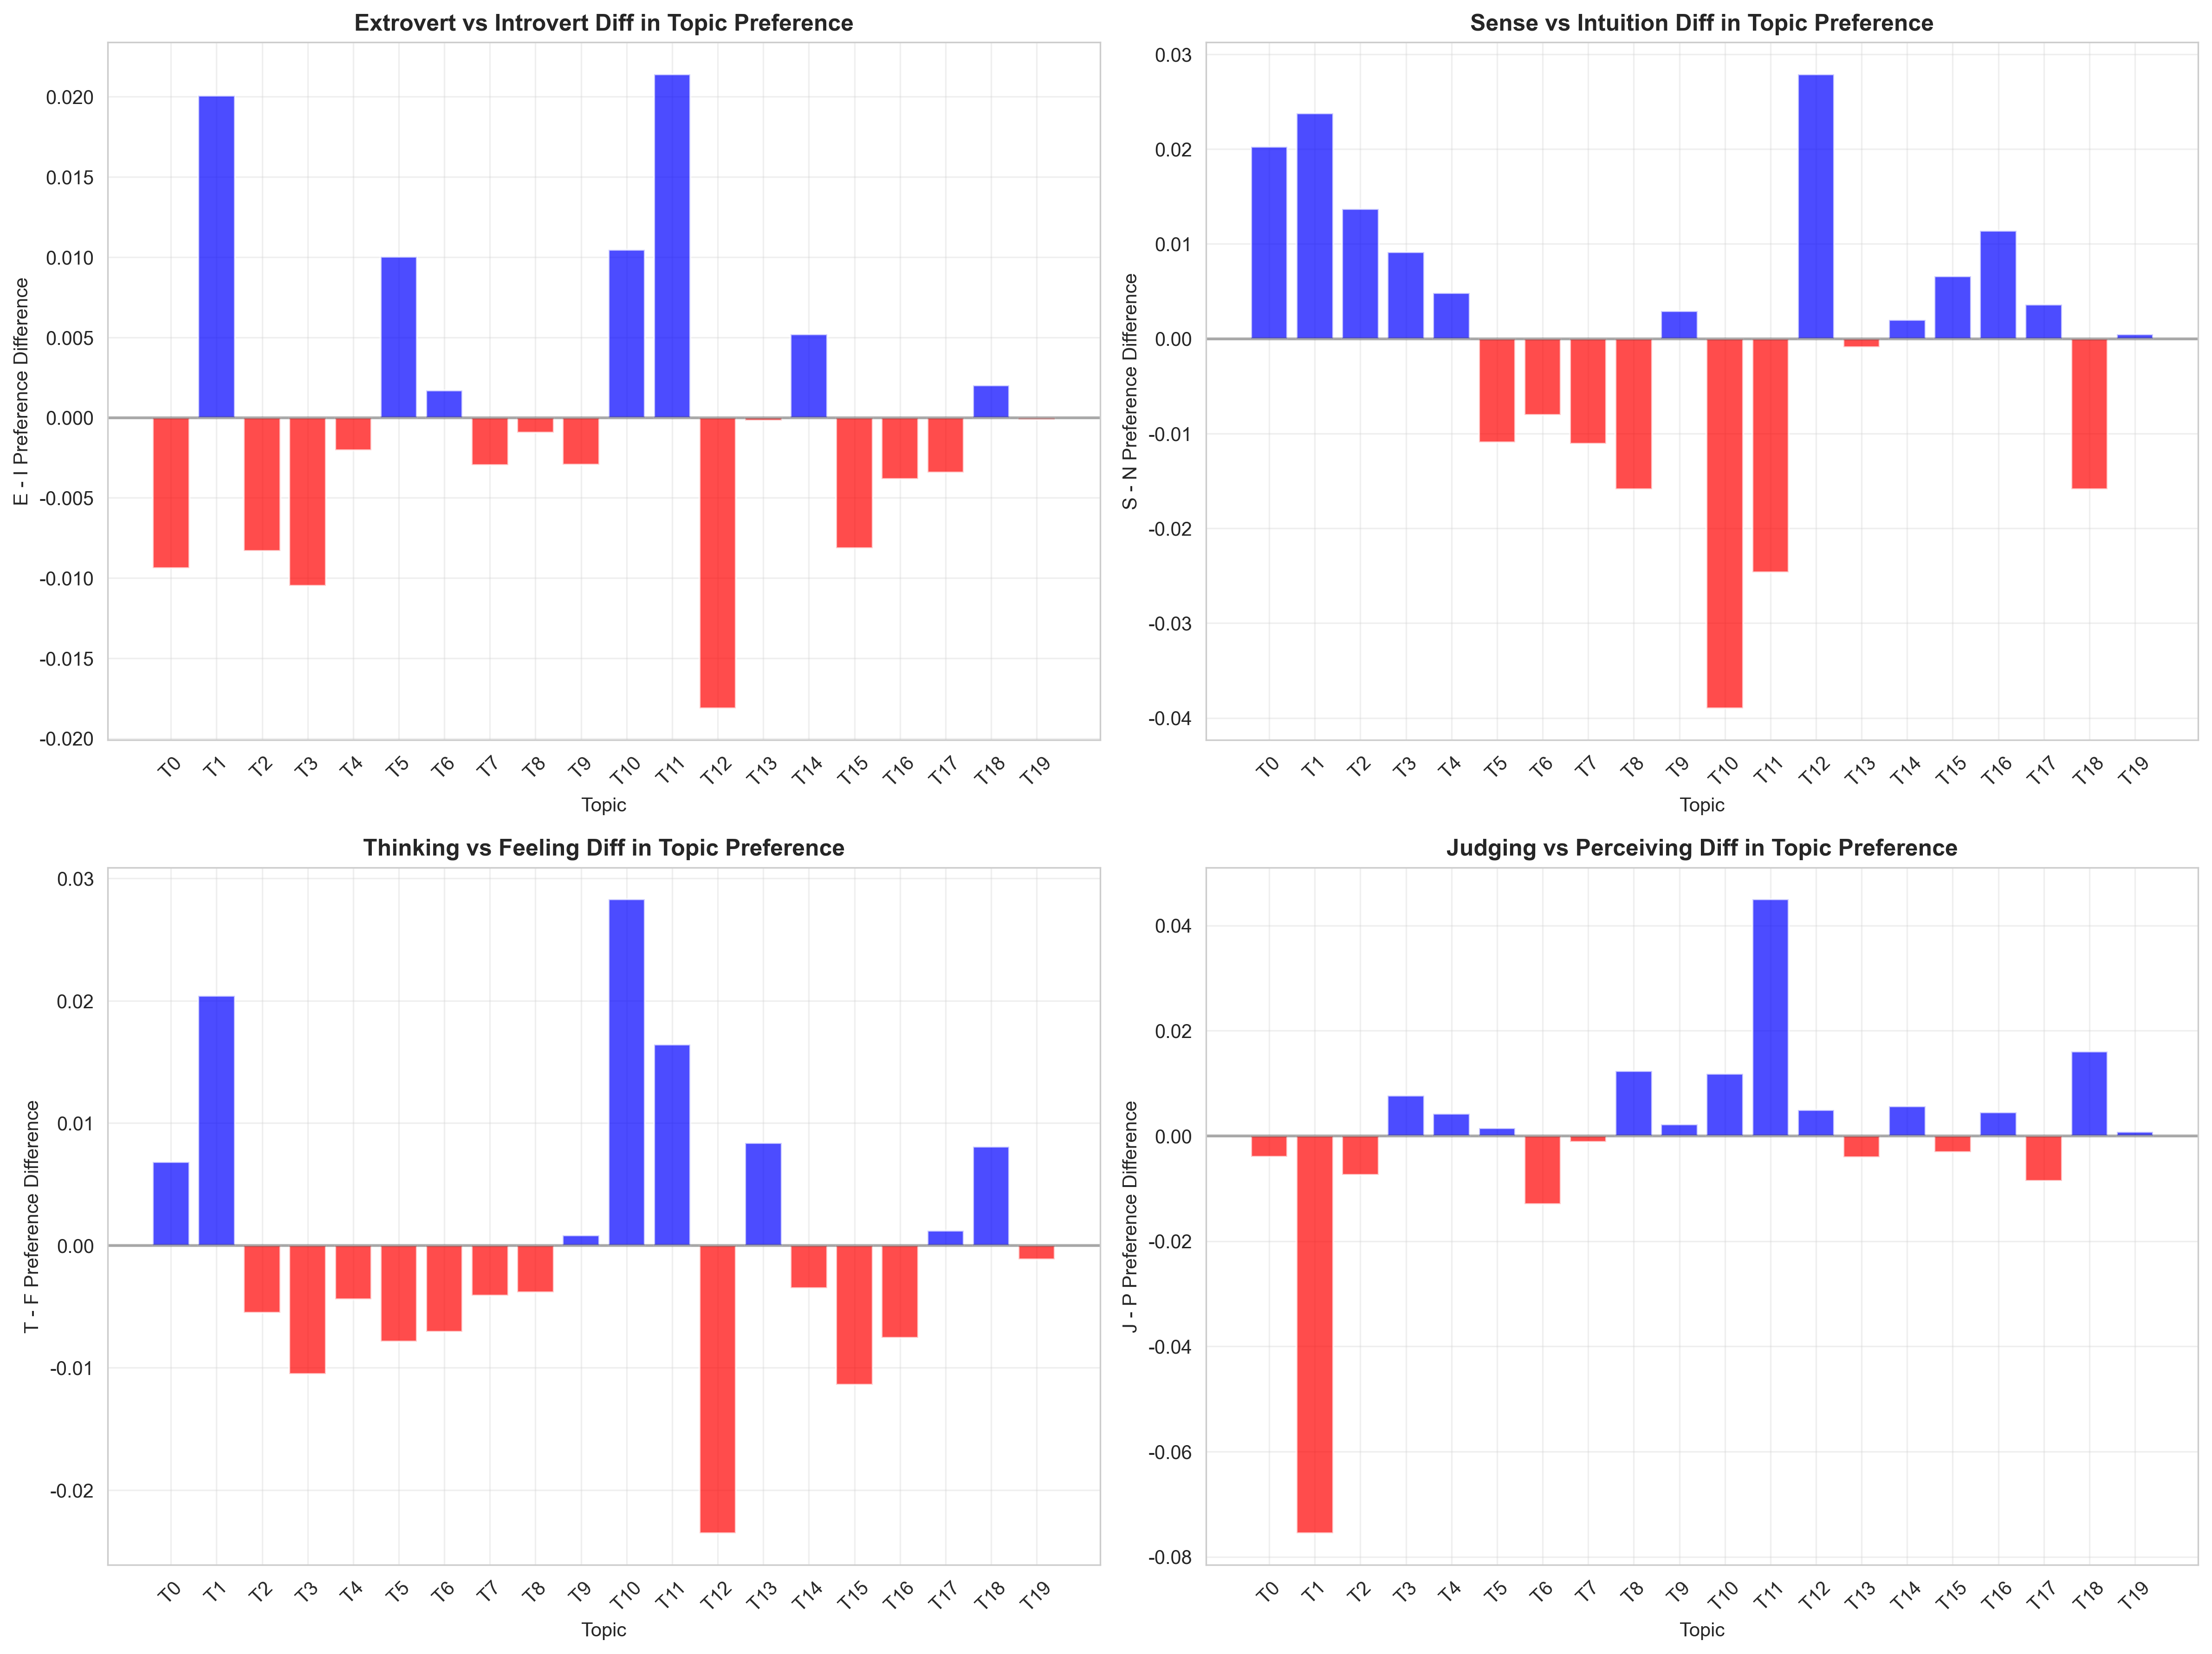 Extrovert vs Introvert Diff in Topic Preference
E - I Preference Difference
0.020
0.015
0.010
0.005
0.000
-0.005
-0.010
-0.015
-0.020
T0 T1 T2 T3 T4 T5 T6 T7 T8 T9 T10 T11 T12 T13 T14 T15 T16 T17 T18 T19
Topic
Sense vs Intuition Diff in Topic Preference
S - N Preference Difference
0.03
0.02
0.01
0.00
-0.01
-0.02
-0.03
-0.04
T0 T1 T2 T3 T4 T5 T6 T7 T8 T9 T10 T11 T12 T13 T14 T15 T16 T17 T18 T19
Topic
Thinking vs Feeling Diff in Topic Preference
T - F Preference Difference
0.03
0.02
0.01
0.00
-0.01
-0.02
T0 T1 T2 T3 T4 T5 T6 T7 T8 T9 T10 T11 T12 T13 T14 T15 T16 T17 T18 T19
Topic
Judging vs Perceiving Diff in Topic Preference
J - P Preference Difference
0.04
0.02
0.00
-0.02
-0.04
-0.06
-0.08
T0 T1 T2 T3 T4 T5 T6 T7 T8 T9 T10 T11 T12 T13 T14 T15 T16 T17 T18 T19
Topic